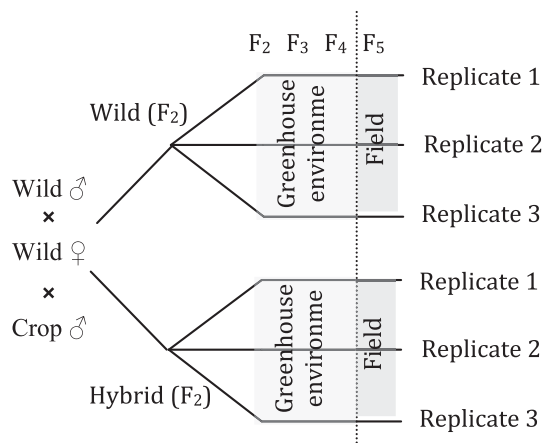 F₂ F₃ F₄ F₅
Wild (F₂)
Greenhouse
environme
Field
Replicate 1
Replicate 2
Replicate 3
Wild ♂
×
Wild ♀
×
Crop ♂
Hybrid (F₂)
Greenhouse
environme
Field
Replicate 1
Replicate 2
Replicate 3